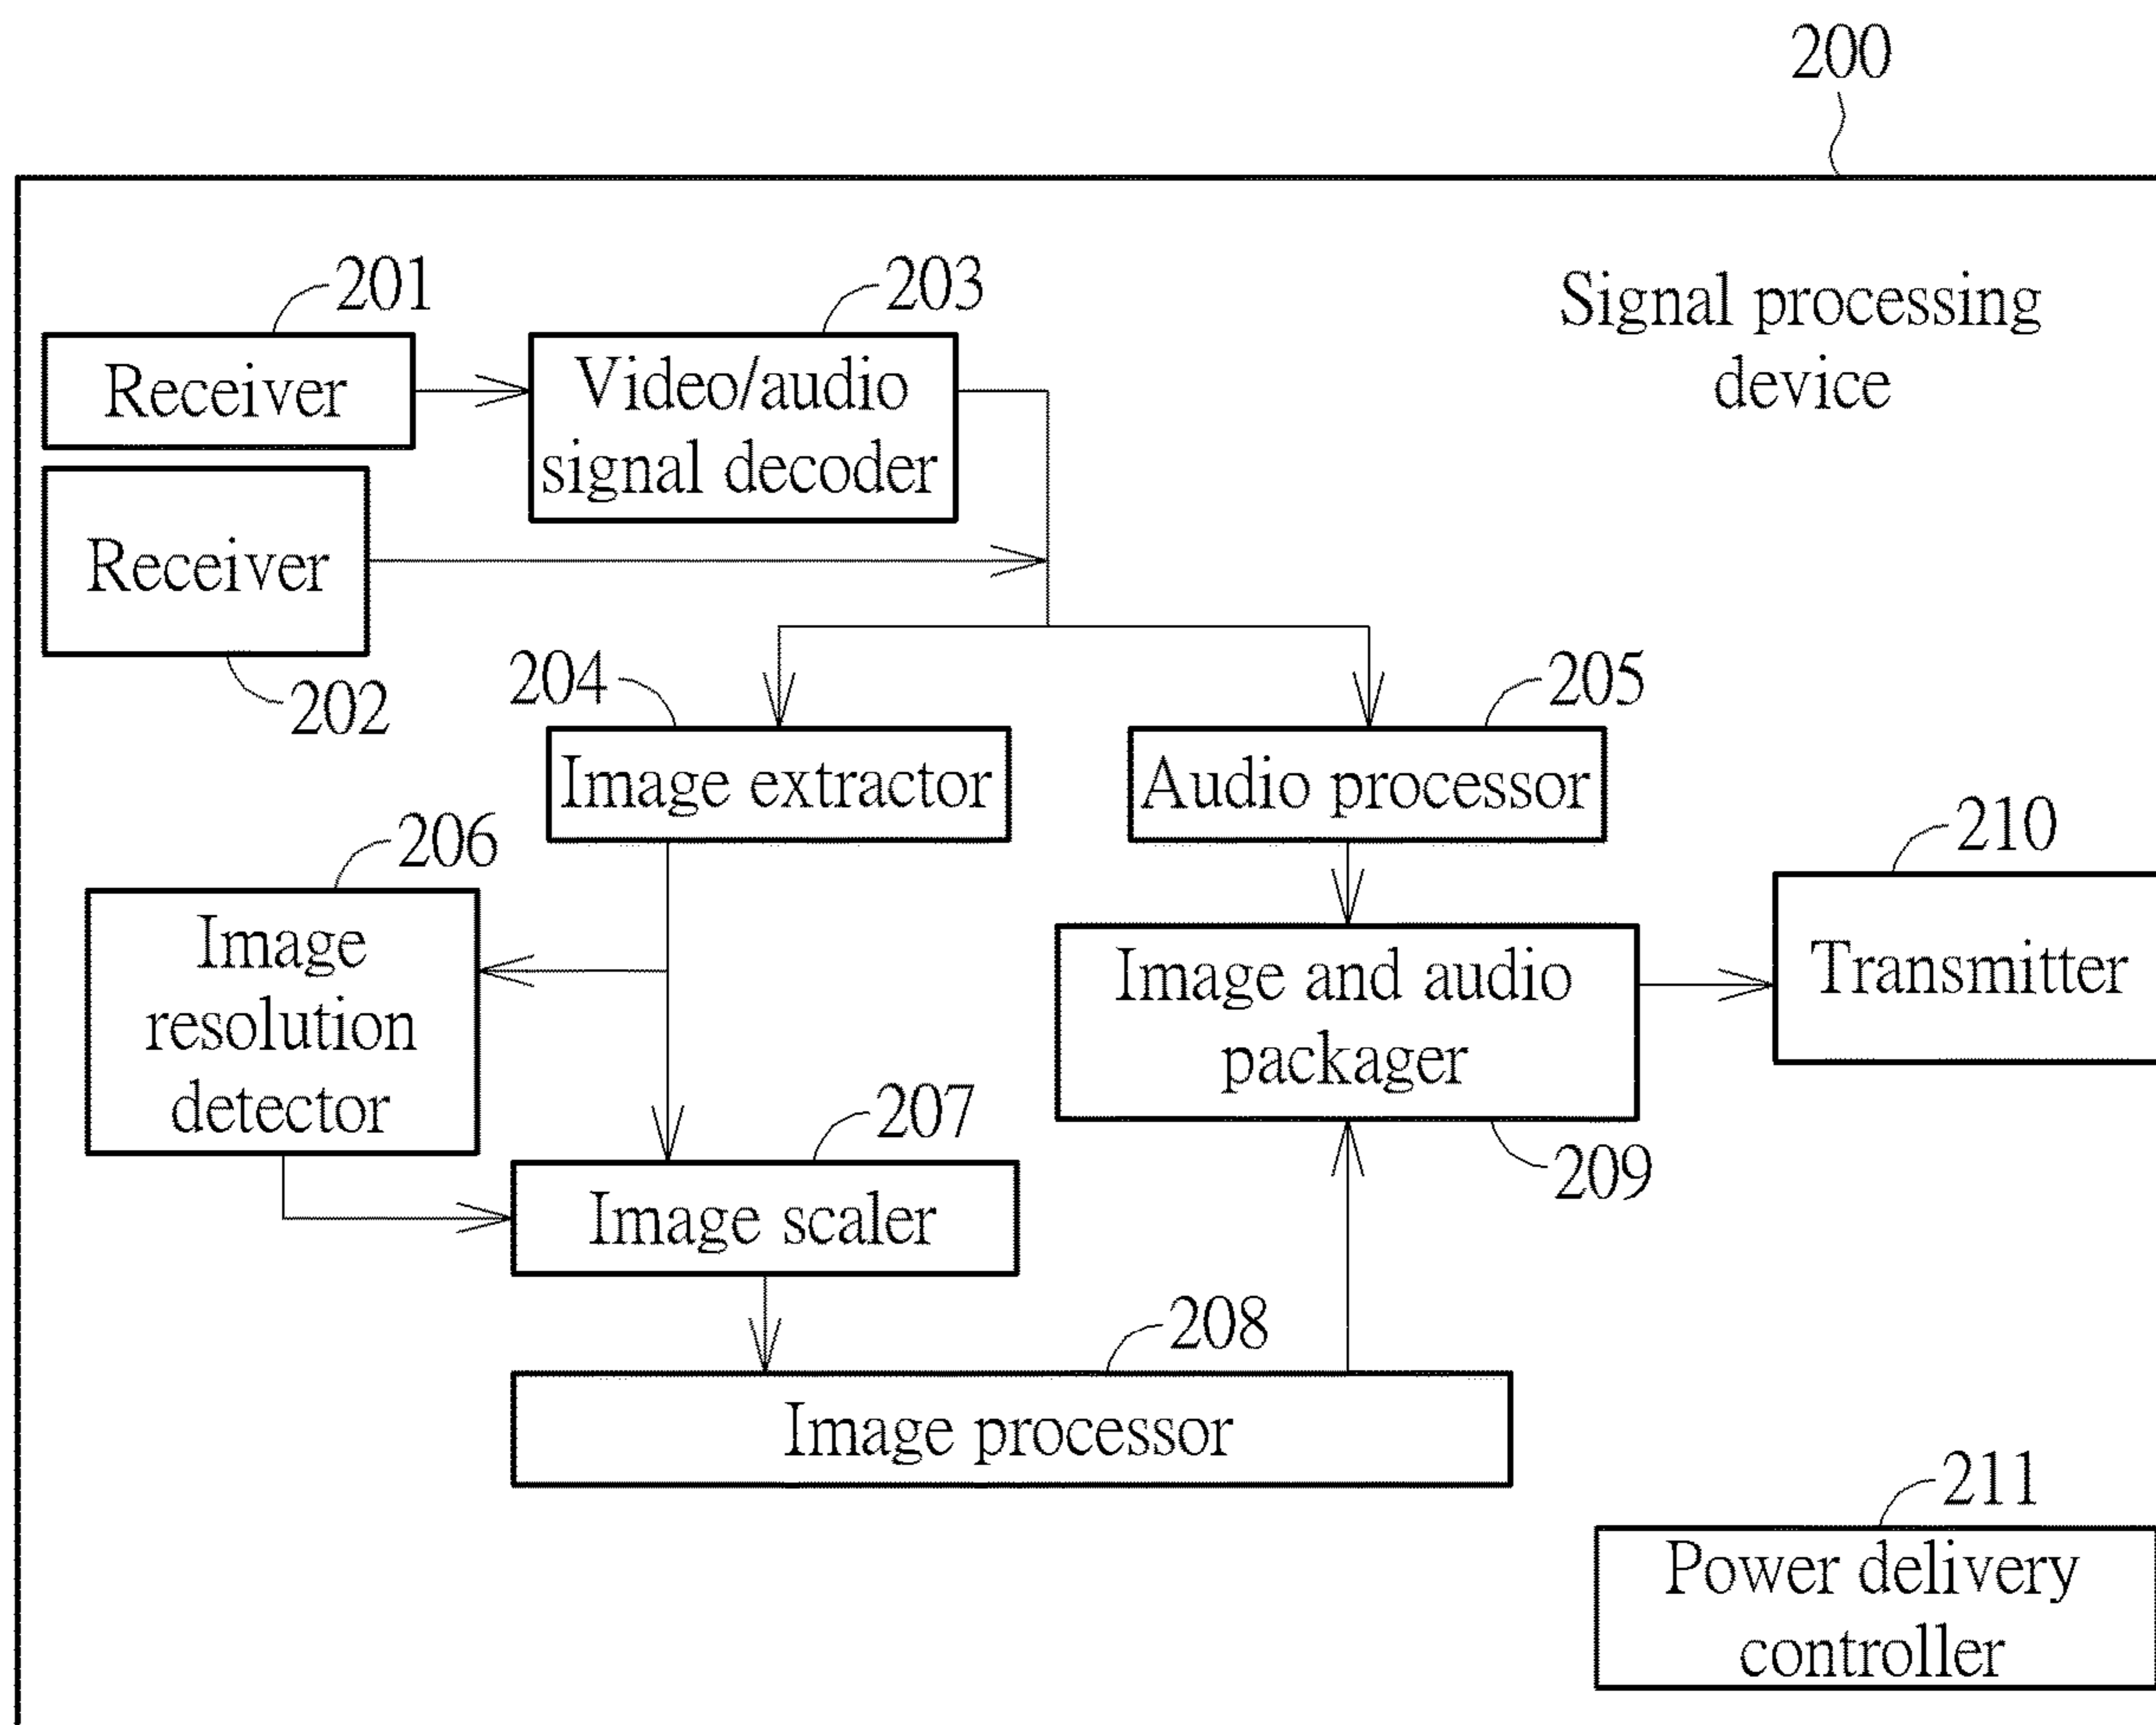 200
Signal processing
device
201
203
Receiver
Video/audio
signal decoder
Receiver
202
204
205
Image extractor
Audio processor
206
210
Image
resolution
detector
Image and audio
packager
Transmitter
207
209
Image scaler
208
Image processor
211
Power delivery
controller